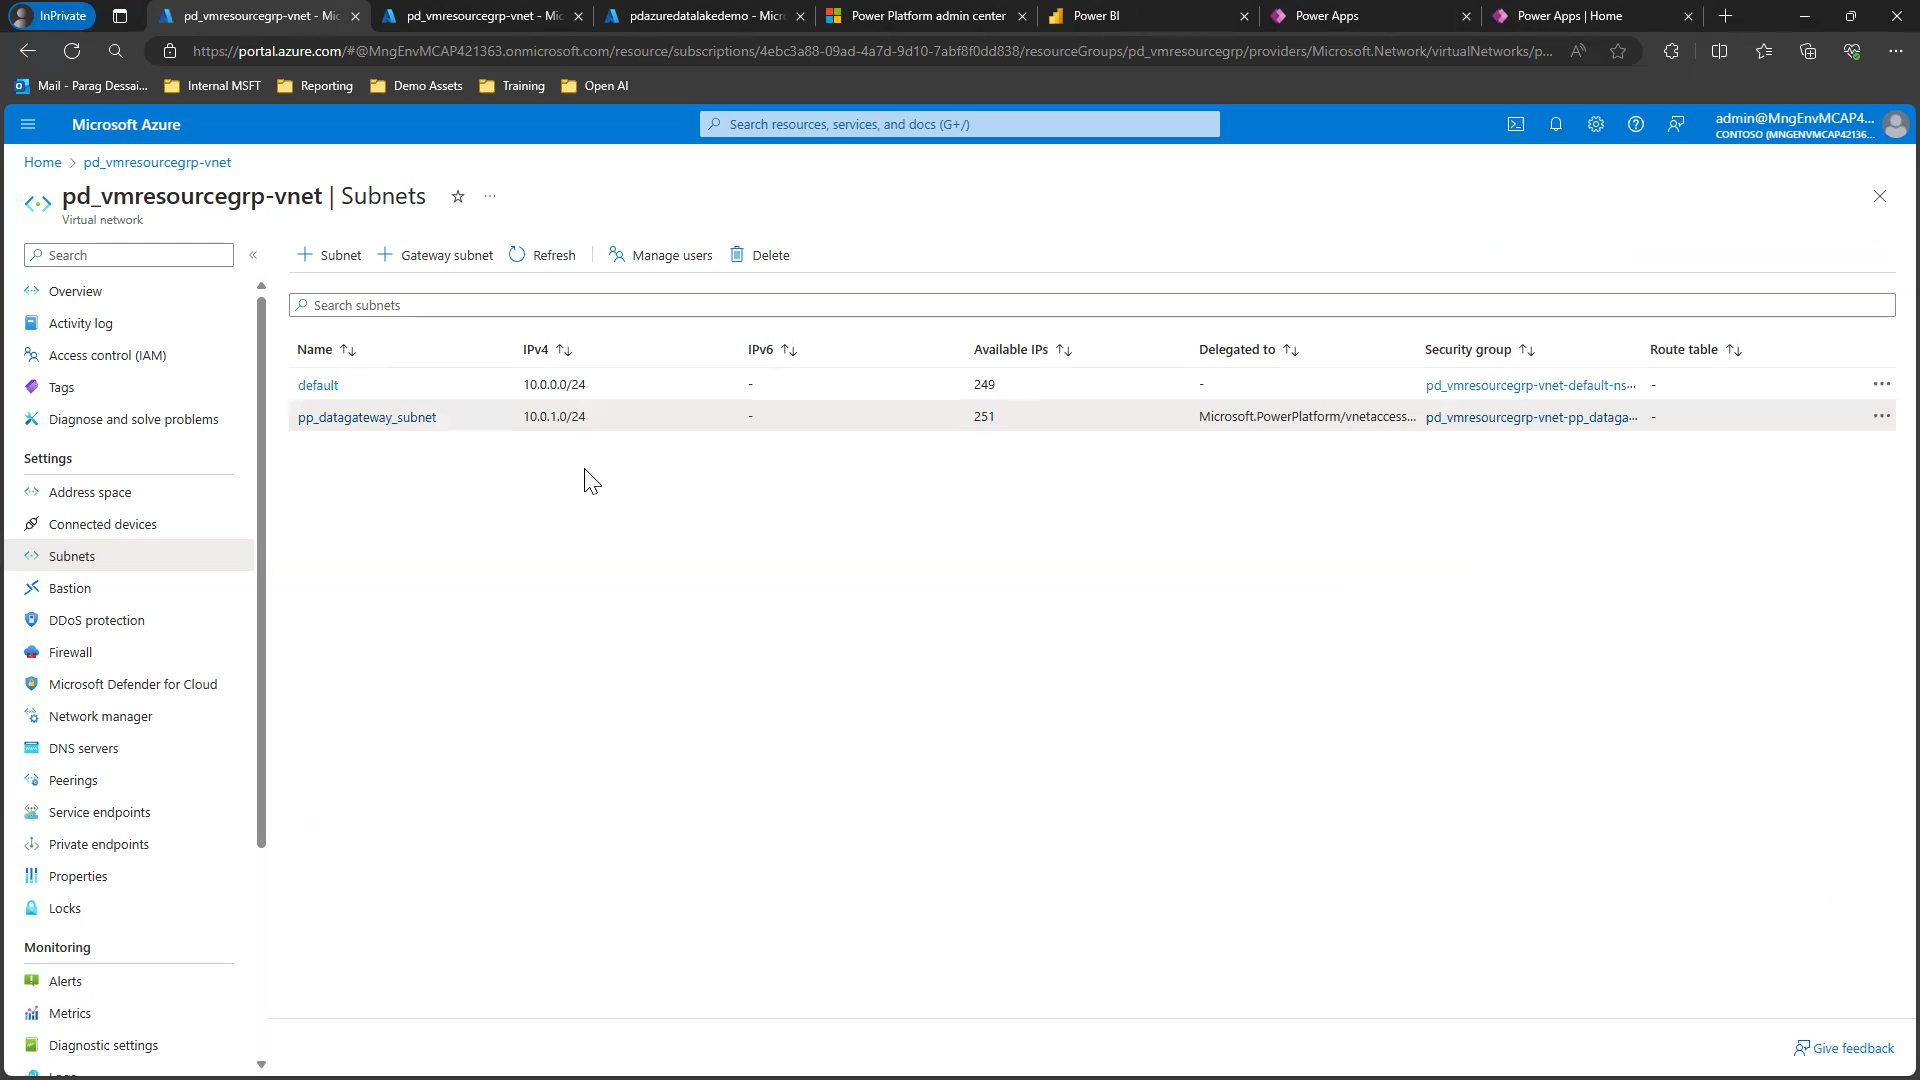 InPrivate
pd_vmresourcegrp-vnet - Mic
pd_vmresourcegrp-vnet - Mic
pdazuredatalakedemo - Micr
Power Platform admin center
Power BI
Power Apps
Power Apps | Home
https://portal.azure.com/#@MngEnvMCAP421363.onmicrosoft.com/resource/subscriptions/4ebc3a88-09ad-4a7d-9d10-7abf8f0dd838/resourceGroups/pd_vmresourcegrp/providers/Microsoft.Network/virtualNetworks/p...
Mail - Parag Dessai...
Internal MSFT
Reporting
Demo Assets
Training
Open AI
Microsoft Azure
Search resources, services, and docs (G+/)
admin@MngEnvMCAP4...
CONTOSO (MNGENVMCAP42136...
Home > pd_vmresourcegrp-vnet
pd_vmresourcegrp-vnet | Subnets
Virtual network
Search
Subnet
Gateway subnet
Refresh
Manage users
Delete
Search subnets
Overview
Activity log
Access control (IAM)
Tags
Diagnose and solve problems
Settings
Address space
Connected devices
Subnets
Bastion
DDoS protection
Firewall
Microsoft Defender for Cloud
Network manager
DNS servers
Peerings
Service endpoints
Private endpoints
Properties
Locks
Monitoring
Alerts
Metrics
Diagnostic settings
Name IPv4 IPv6 Available IPs Delegated to Security group Route table
default 10.0.0.0/24 - 249 - pd_vmresourcegrp-vnet-default-ns... -
pp_datagateway_subnet 10.0.1.0/24 - 251 Microsoft.PowerPlatform/vnetaccess... pd_vmresourcegrp-vnet-pp_dataga... -
Give feedback